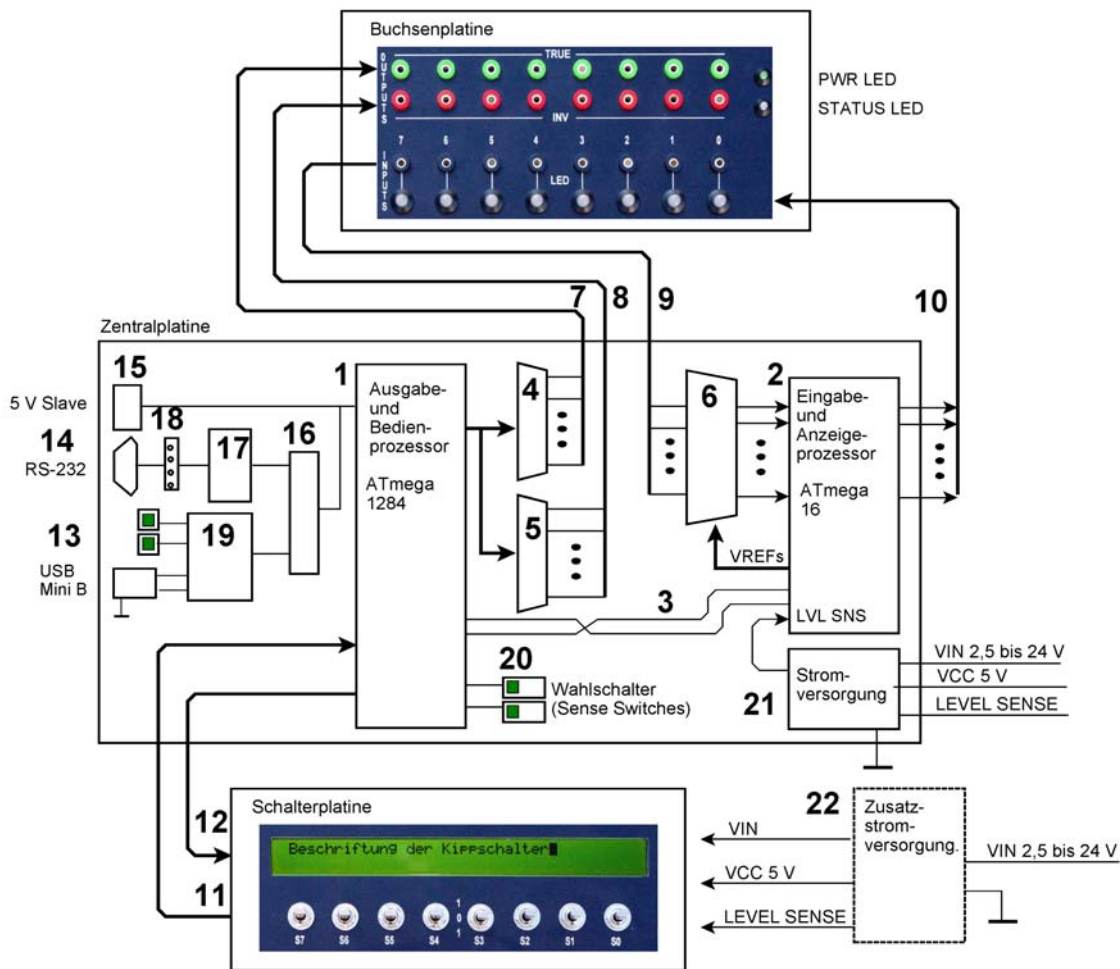 Buchsenplatine
TRUE
OUTPUTS
INV
7 6 5 4 3 2 1 0
INPUTS
LED
PWR LED
STATUS LED
7
8
9
10
Zentralplatine
15
5 V Slave
14
RS-232
18
17
16
13
USB
Mini B
19
1
Ausgabe-
und
Bedien-
prozessor
ATmega
1284
4
5
6
VREFs
2
Eingabe-
und
Anzeige-
prozessor
ATmega
16
LVL SNS
3
20
Wahlschalter
(Sense Switches)
21
Strom-
versorgung
VIN 2,5 bis 24 V
VCC 5 V
LEVEL SENSE
12
11
Schalterplatine
Beschriftung der Kippschalter
1
0
1
S7 S6 S5 S4 S3 S2 S1 S0
22
Zusatz-
strom-
versorgung.
VIN
VCC 5 V
LEVEL SENSE
VIN 2,5 bis 24 V